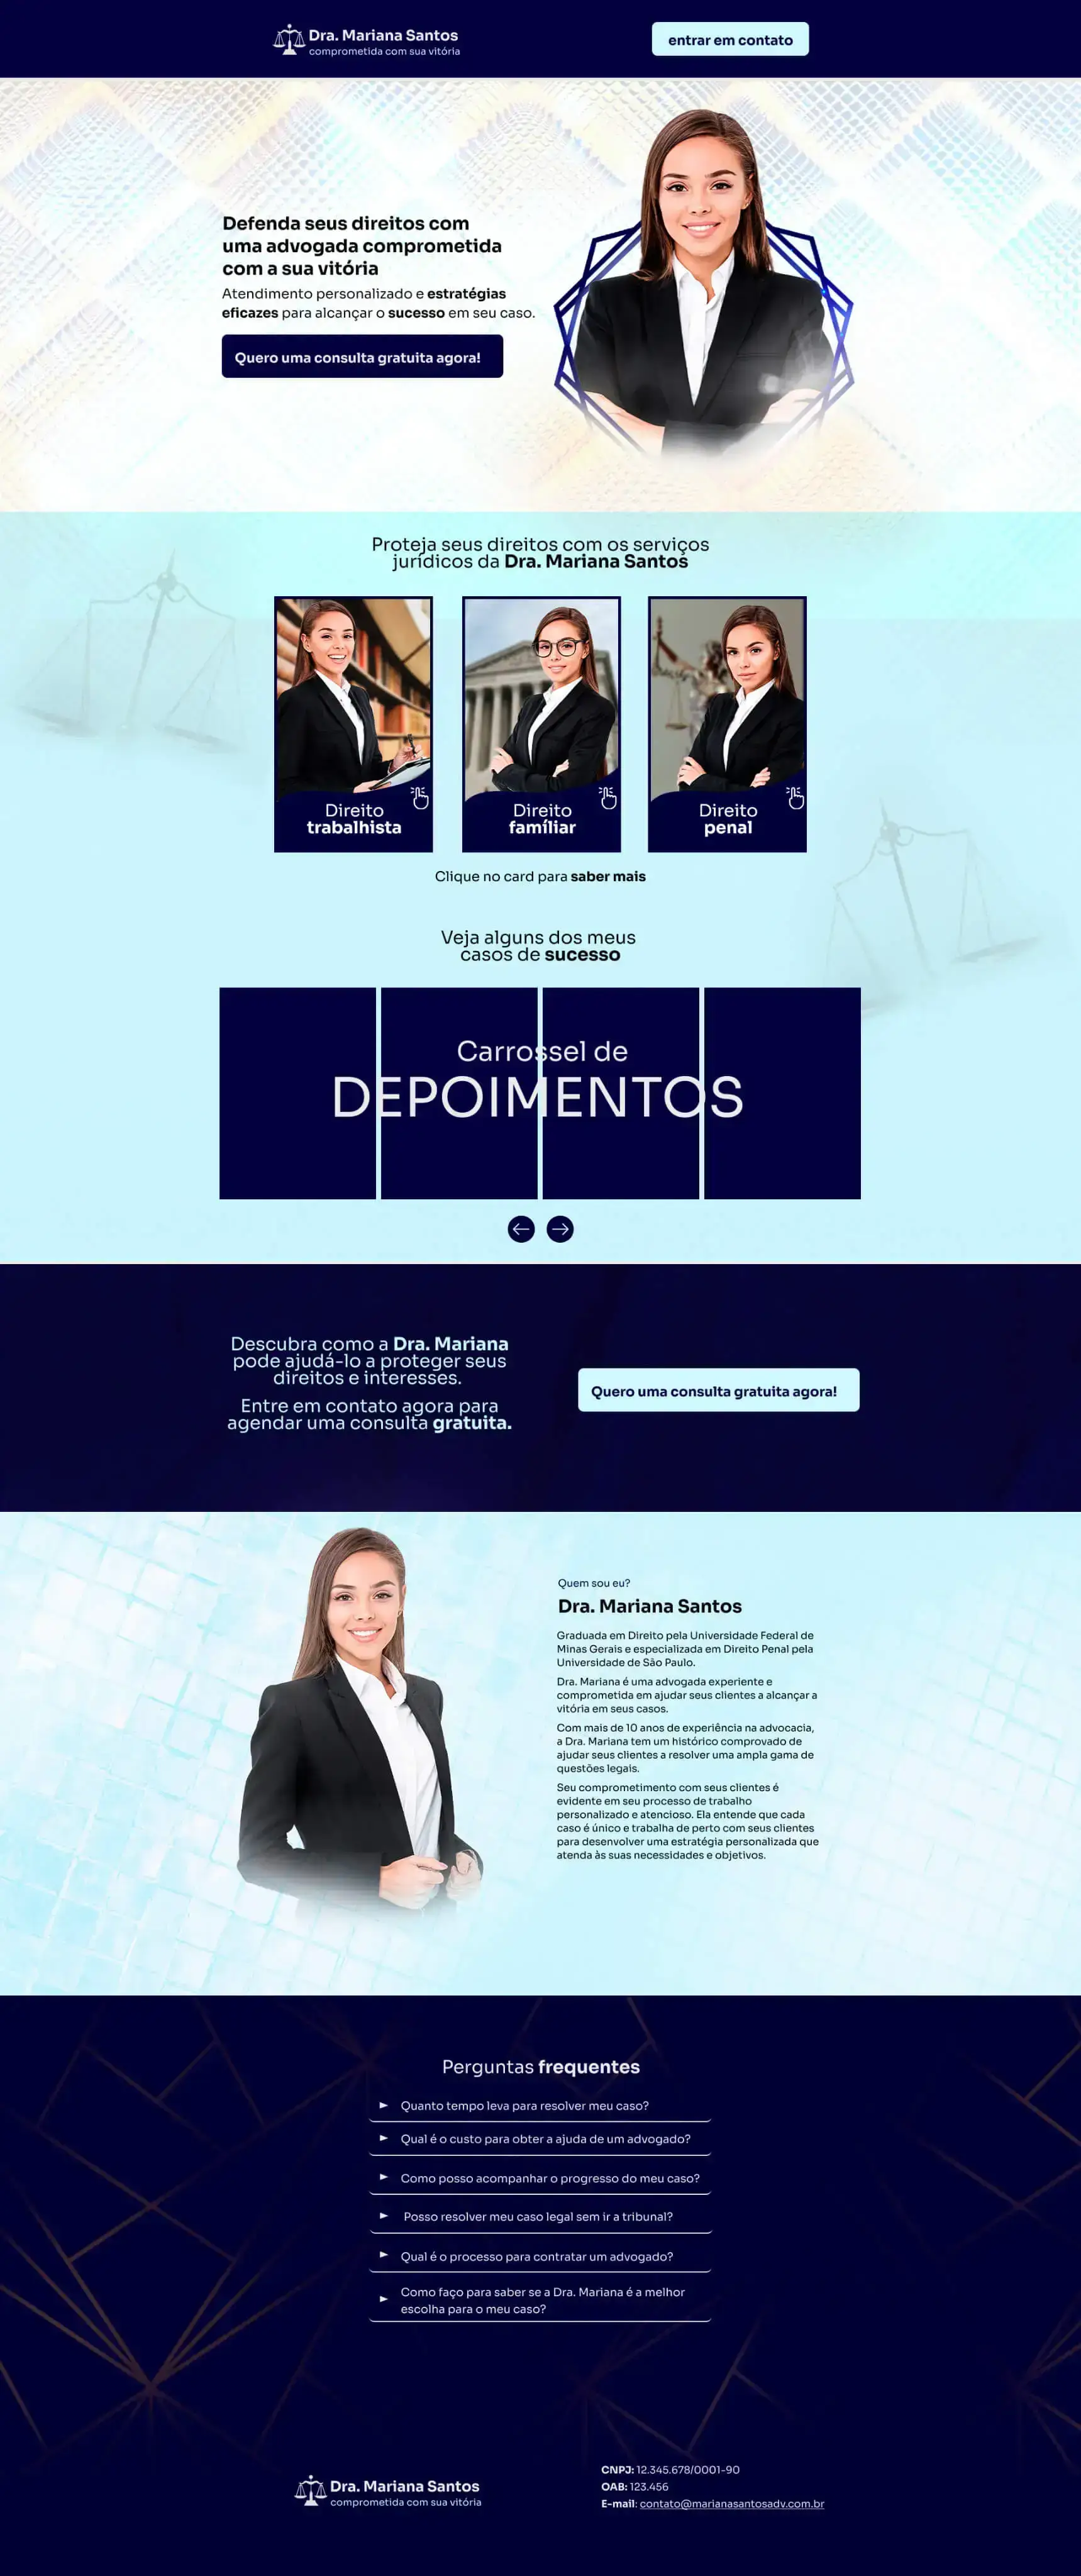 Dra. Mariana Santos
comprometida com sua vitória
entrar em contato
Defenda seus direitos com
uma advogada comprometida
com a sua vitória
Atendimento personalizado e estratégias
eficazes para alcançar o sucesso em seu caso.
Quero uma consulta gratuita agora!
Proteja seus direitos com os serviços
jurídicos da Dra. Mariana Santos
Direito
trabalhista
Direito
famíliar
Direito
penal
Clique no card para saber mais
Veja alguns dos meus
casos de sucesso
Carrossel de
DEPOIMENTOS
Descubra como a Dra. Mariana
pode ajudá-lo a proteger seus
direitos e interesses.
Entre em contato agora para
agendar uma consulta gratuita.
Quero uma consulta gratuita agora!
Quem sou eu?
Dra. Mariana Santos
Graduada em Direito pela Universidade Federal de
Minas Gerais e especializada em Direito Penal pela
Universidade de São Paulo.
Dra. Mariana é uma advogada experiente e
comprometida em ajudar seus clientes a alcançar a
vitória em seus casos.
Com mais de 10 anos de experiência na advocacia,
a Dra. Mariana tem um histórico comprovado de
ajudar seus clientes a resolver uma ampla gama de
questões legais.
Seu comprometimento com seus clientes é
evidente em seu processo de trabalho
personalizado e atencioso. Ela entende que cada
caso é único e trabalha de perto com seus clientes
para desenvolver uma estratégia personalizada que
atenda às suas necessidades e objetivos.
Perguntas frequentes
Quanto tempo leva para resolver meu caso?
Qual é o custo para obter a ajuda de um advogado?
Como posso acompanhar o progresso do meu caso?
Posso resolver meu caso legal sem ir a tribunal?
Qual é o processo para contratar um advogado?
Como faço para saber se a Dra. Mariana é a melhor
escolha para o meu caso?
Dra. Mariana Santos
comprometida com sua vitória
CNPJ: 12.345.678/0001-90
OAB: 123.456
E-mail: contato@marianasantosadv.com.br